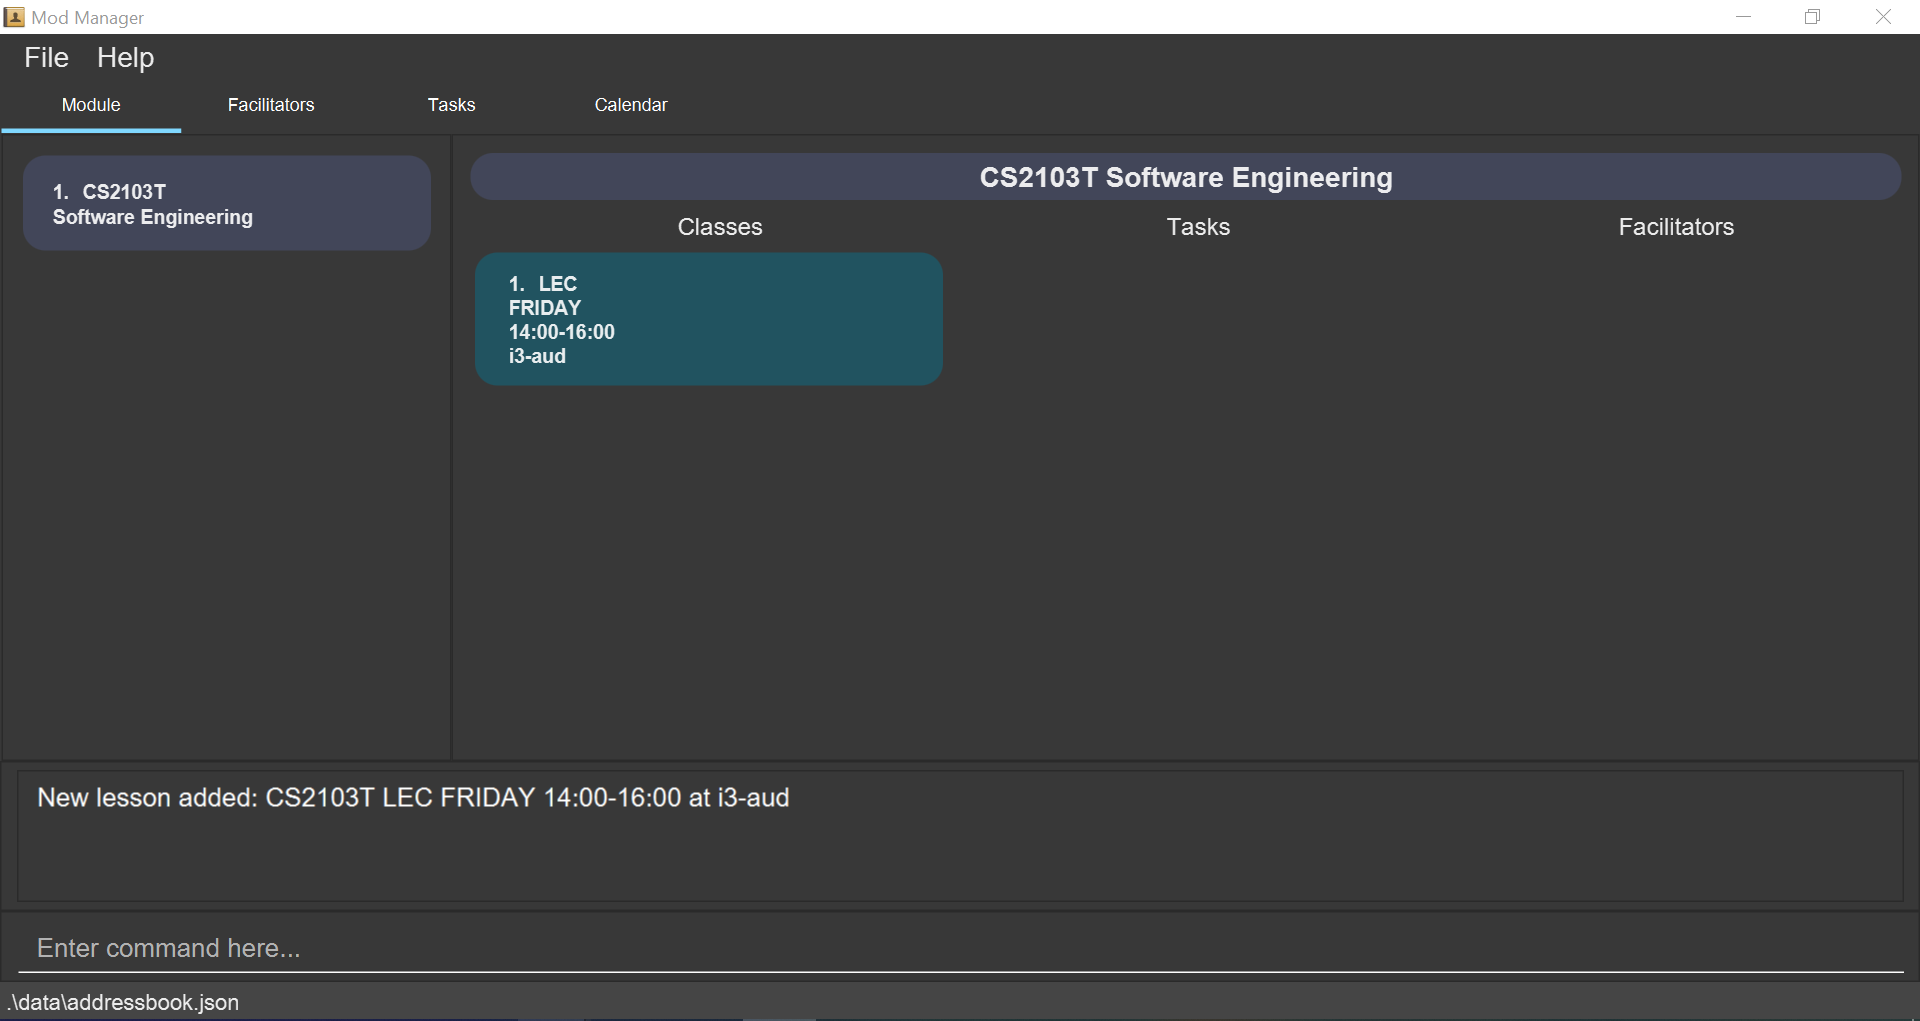 Mod Manager
File Help
Module Facilitators Tasks Calendar
1. CS2103T
Software Engineering
CS2103T Software Engineering
Classes Tasks Facilitators
1. LEC
FRIDAY
14:00-16:00
i3-aud
New lesson added: CS2103T LEC FRIDAY 14:00-16:00 at i3-aud
Enter command here...
.\data\addressbook.json